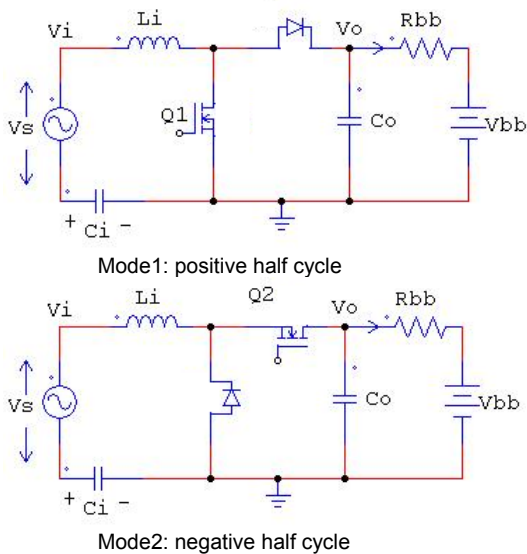 Vi Li Vo Rbb
Q1
Vs Co Vbb
+ Ci -
Mode1: positive half cycle
Vi Li Q2 Vo Rbb
Vs Co Vbb
+ Ci -
Mode2: negative half cycle